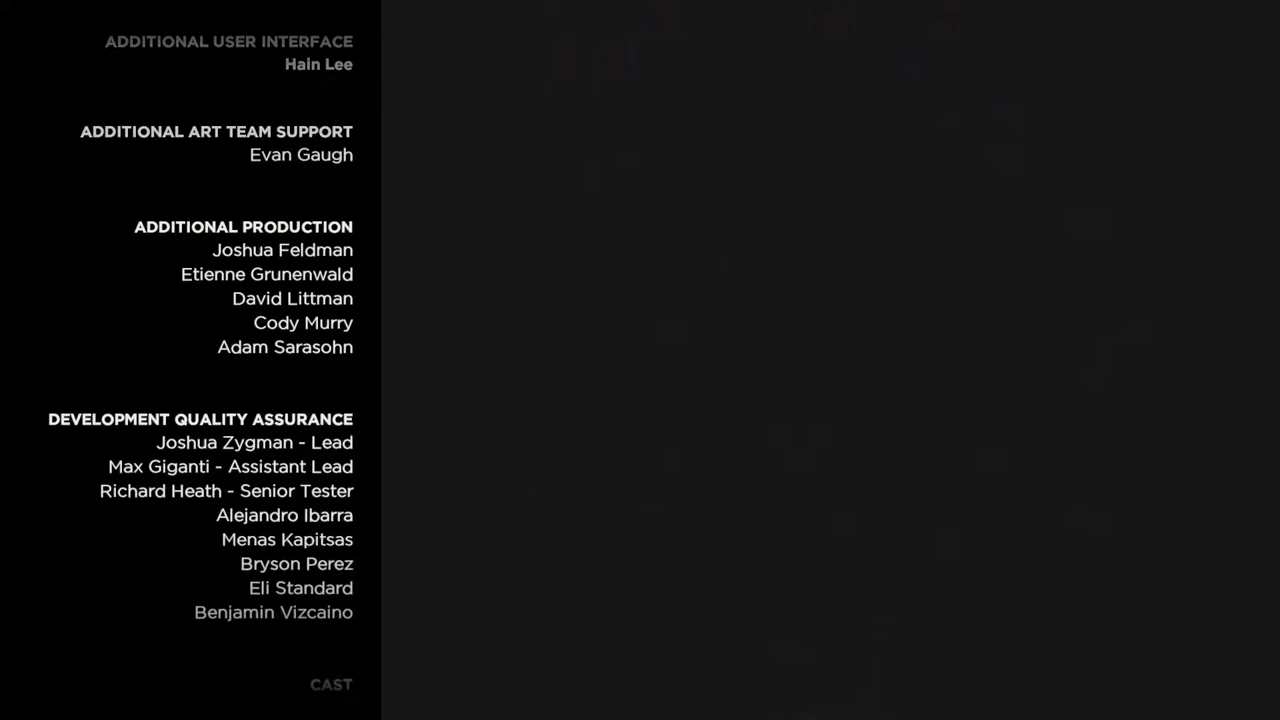 ADDITIONAL USER INTERFACE
Hain Lee
ADDITIONAL ART TEAM SUPPORT
Evan Gaugh
ADDITIONAL PRODUCTION
Joshua Feldman
Etienne Grunenwald
David Littman
Cody Murry
Adam Sarasohn
DEVELOPMENT QUALITY ASSURANCE
Joshua Zygman - Lead
Max Giganti - Assistant Lead
Richard Heath - Senior Tester
Alejandro Ibarra
Menas Kapitsas
Bryson Perez
Eli Standard
Benjamin Vizcaino
CAST